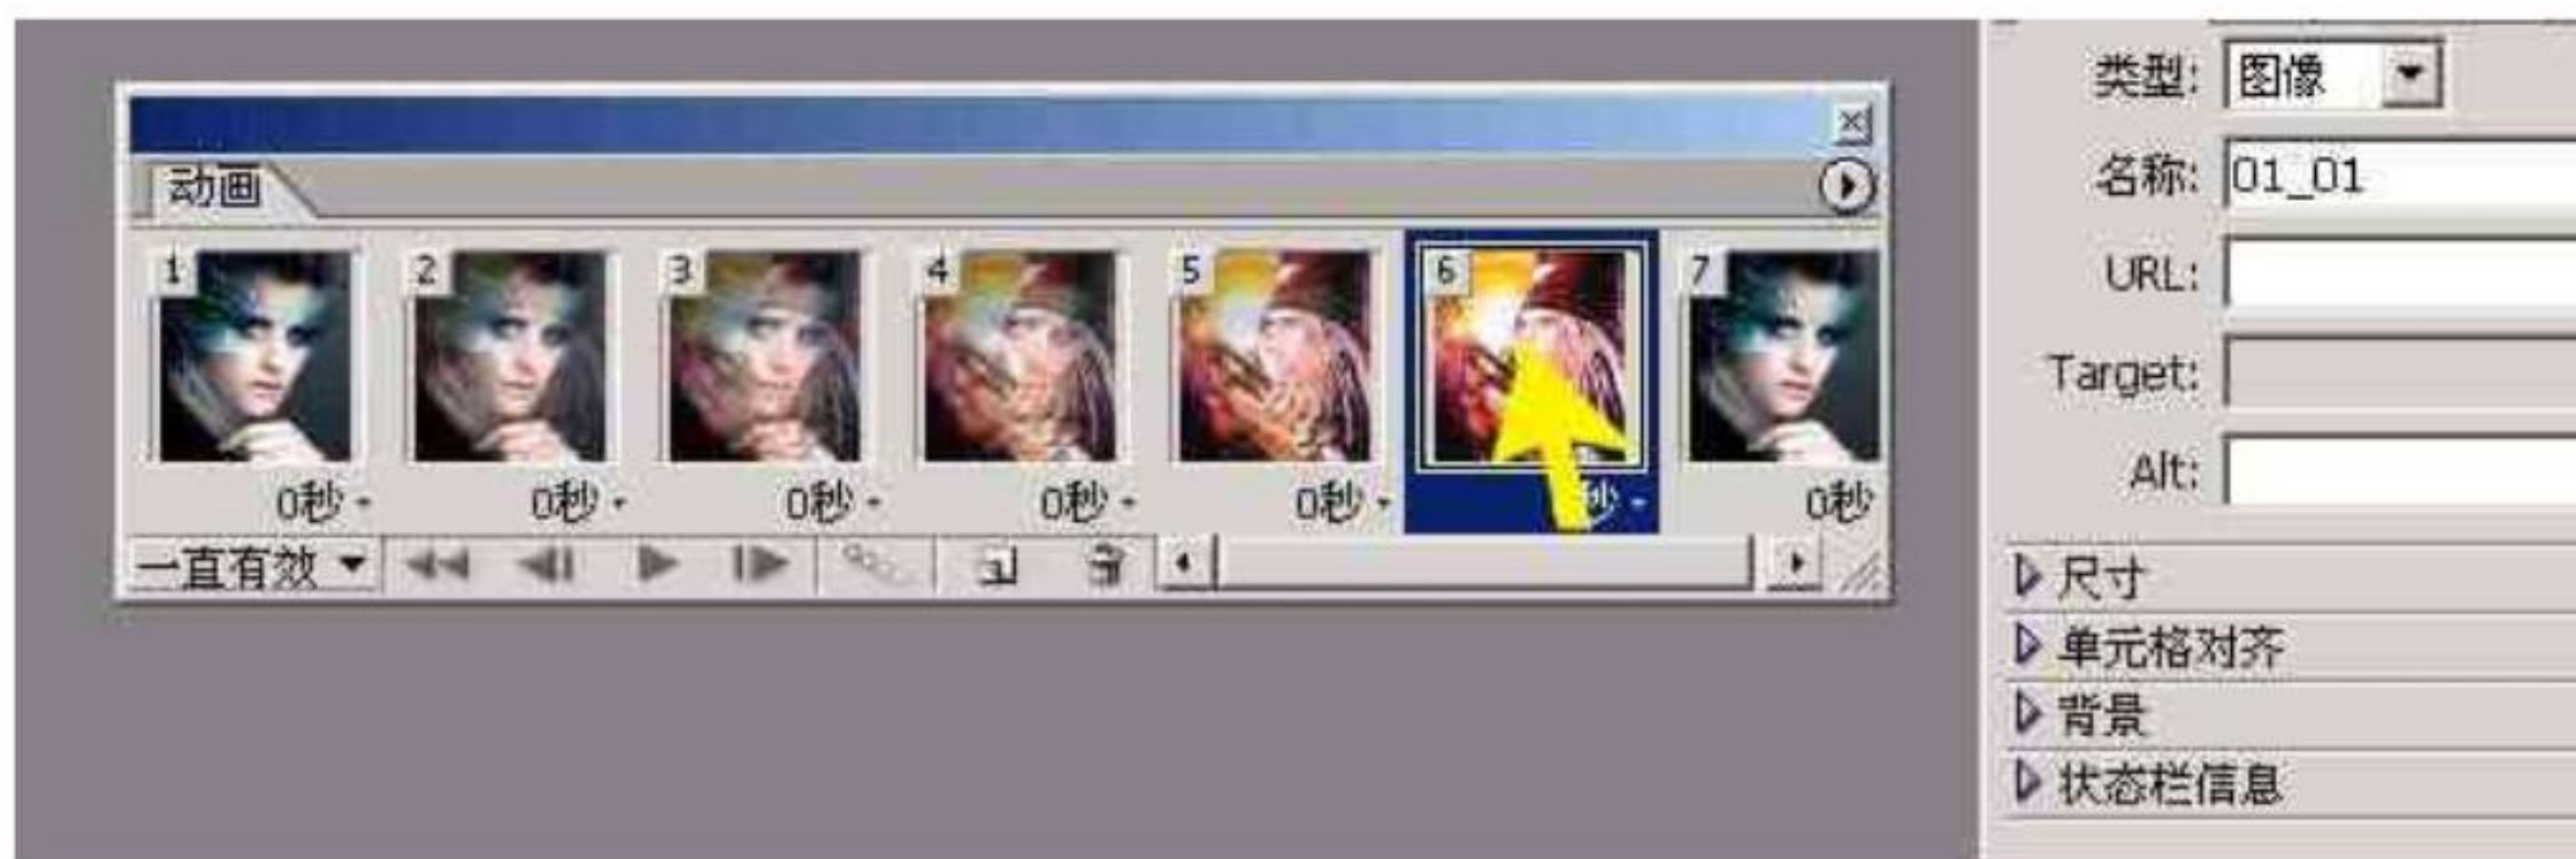 动画
1 2 3 4 5 6 7
0秒 0秒 0秒 0秒 0秒 秒 0秒
一直有效
类型: 图像
名称: 01_01
URL:
Target:
Alt:
尺寸
单元格对齐
背景
状态栏信息